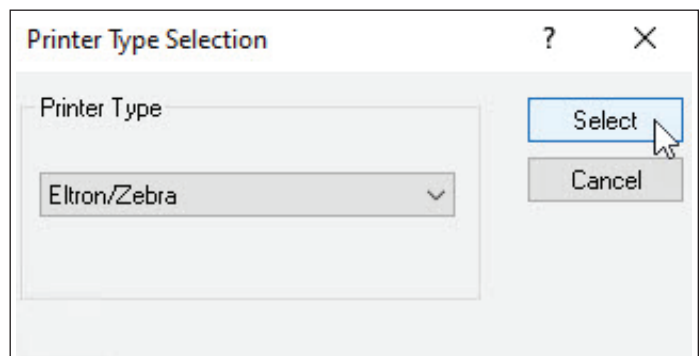 Printer Type Selection ? X
Printer Type
Select
Eltron/Zebra
Cancel